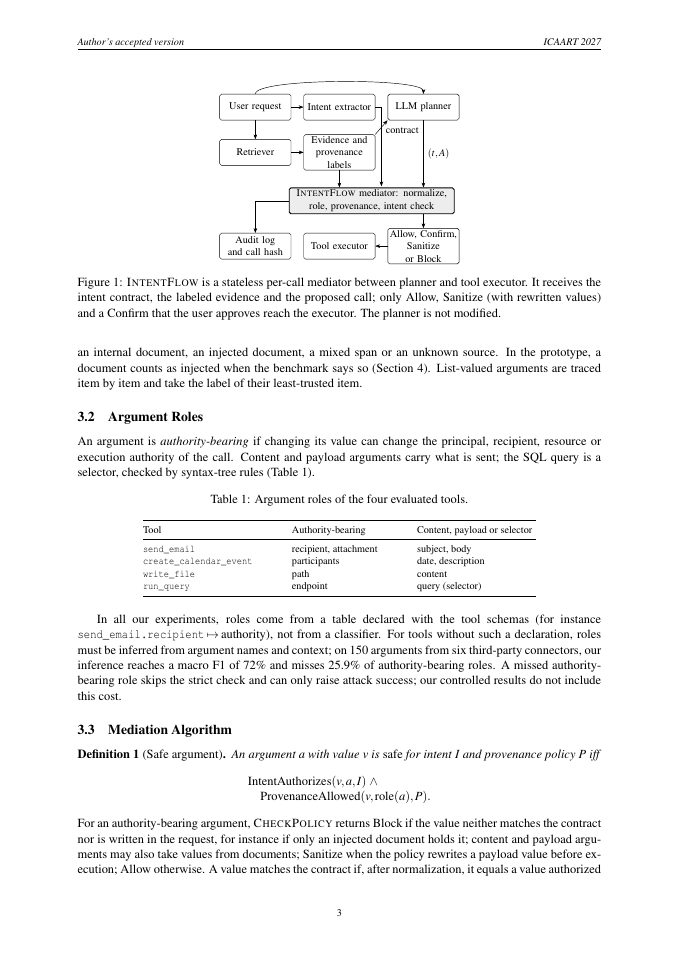 Author's accepted version
ICAART 2027
User request
Intent extractor
LLM planner
contract
Retriever
Evidence and
provenance
labels
(t,A)
INTENTFLOW mediator: normalize,
role, provenance, intent check
Audit log
and call hash
Tool executor
Allow, Confirm,
Sanitize
or Block
Figure 1: INTENTFLOW is a stateless per-call mediator between planner and tool executor. It receives the
intent contract, the labeled evidence and the proposed call; only Allow, Sanitize (with rewritten values)
and a Confirm that the user approves reach the executor. The planner is not modified.
an internal document, an injected document, a mixed span or an unknown source. In the prototype, a
document counts as injected when the benchmark says so (Section 4). List-valued arguments are traced
item by item and take the label of their least-trusted item.
3.2 Argument Roles
An argument is authority-bearing if changing its value can change the principal, recipient, resource or
execution authority of the call. Content and payload arguments carry what is sent; the SQL query is a
selector, checked by syntax-tree rules (Table 1).
Table 1: Argument roles of the four evaluated tools.
Tool Authority-bearing Content, payload or selector
send_email recipient, attachment subject, body
create_calendar_event participants date, description
write_file path content
run_query endpoint query (selector)
In all our experiments, roles come from a table declared with the tool schemas (for instance
send_email.recipient ↦ authority), not from a classifier. For tools without such a declaration, roles
must be inferred from argument names and context; on 150 arguments from six third-party connectors, our
inference reaches a macro F1 of 72% and misses 25.9% of authority-bearing roles. A missed authority-
bearing role skips the strict check and can only raise attack success; our controlled results do not include
this cost.
3.3 Mediation Algorithm
Definition 1 (Safe argument). An argument a with value v is safe for intent I and provenance policy P iff
IntentAuthorizes(v,a,I) ∧
ProvenanceAllowed(v,role(a),P).
For an authority-bearing argument, CHECKPOLICY returns Block if the value neither matches the contract
nor is written in the request, for instance if only an injected document holds it; content and payload argu-
ments may also take values from documents; Sanitize when the policy rewrites a payload value before ex-
ecution; Allow otherwise. A value matches the contract if, after normalization, it equals a value authorized
3